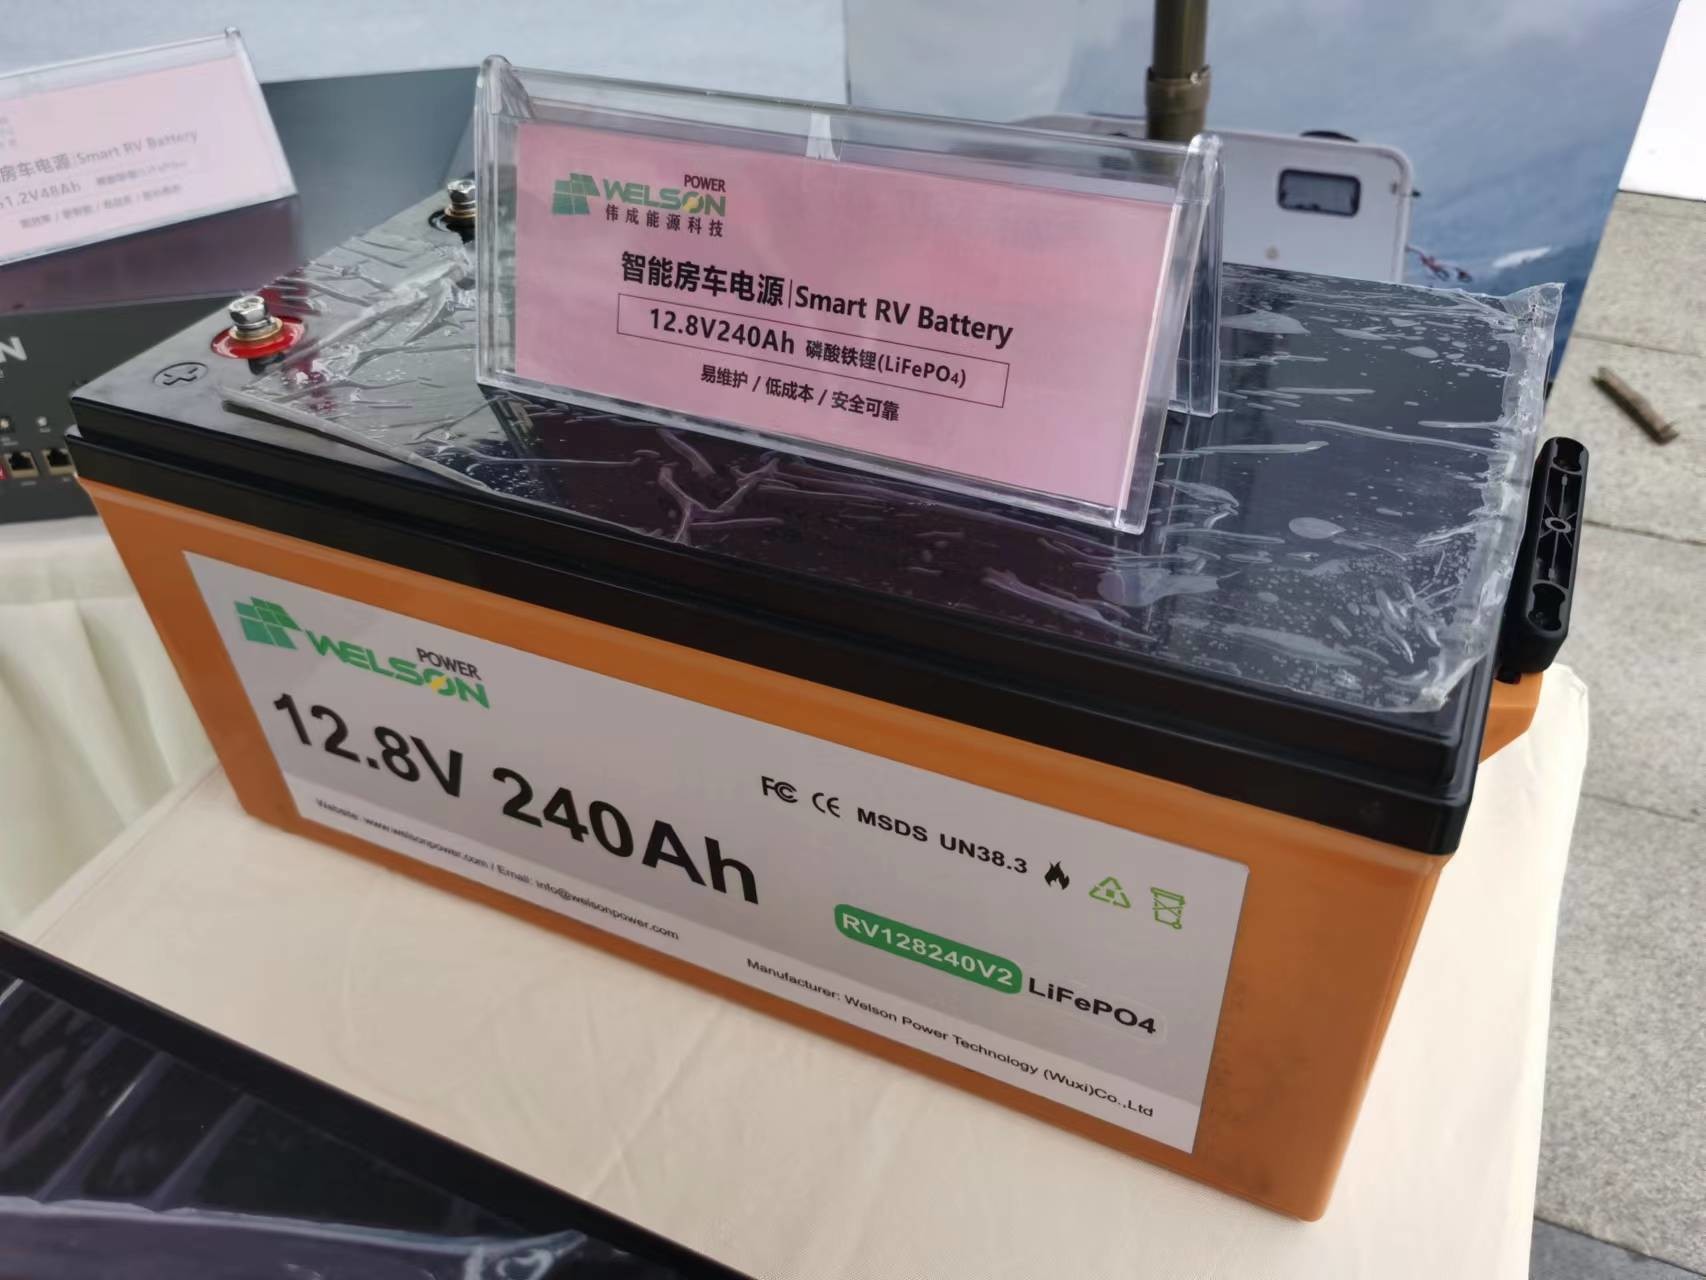 房车电源|Smart RV Battery
51.2V48Ah
POWER
WELSON
伟成能源科技
智能房车电源|Smart RV Battery
12.8V240Ah 磷酸铁锂(LiFePO4)
易维护 / 低成本 / 安全可靠
POWER
WELSON
12.8V 240Ah
FC CE MSDS UN38.3
RV128240V2 LiFePO4
Website: www.welsonpower.com / Email: info@welsonpower.com
Manufacturer: Welson Power Technology (Wuxi)Co.,Ltd